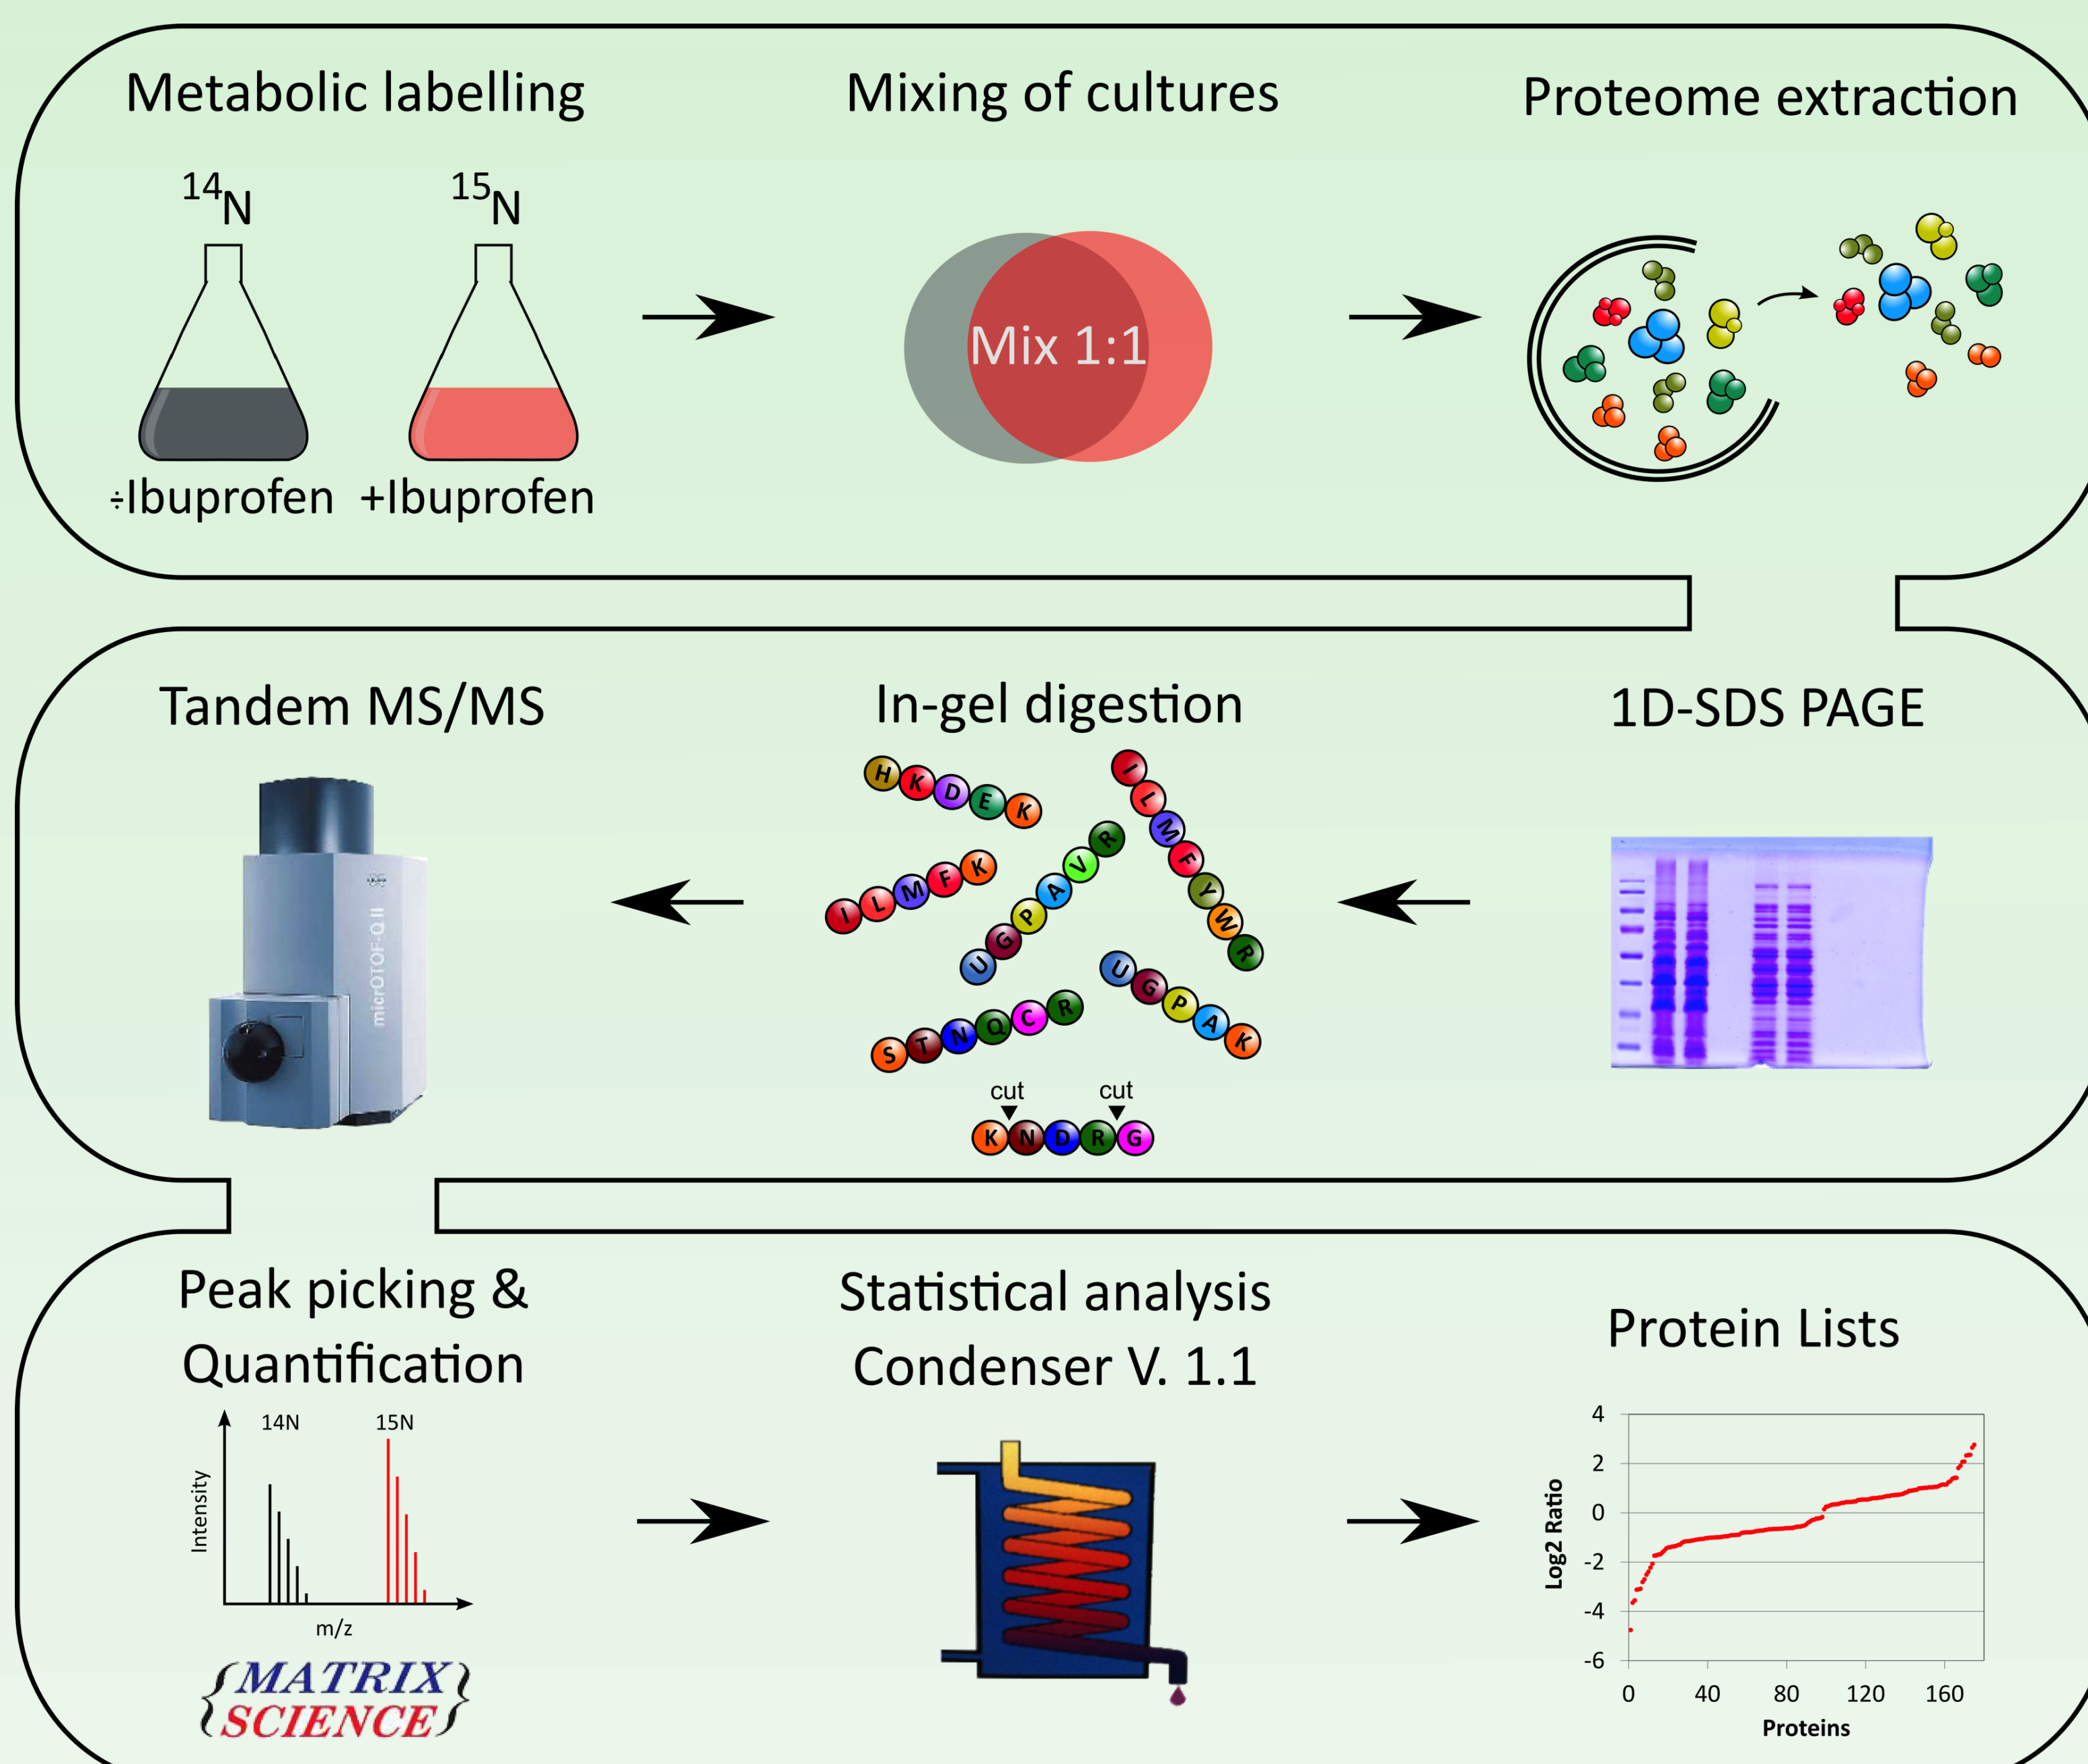 Metabolic labelling
Mixing of cultures
Proteome extraction
14N
15N
÷Ibuprofen
+Ibuprofen
Mix 1:1
Tandem MS/MS
In-gel digestion
1D-SDS PAGE
micrOTOF-Q II
H K D E K
I L M F Y W R
I L M F K
U G P A V R
U G P A K
S T N Q C R
cut cut
K N D R G
Peak picking &
Quantification
Statistical analysis
Condenser V. 1.1
Protein Lists
14N 15N
Intensity
m/z
{MATRIX
SCIENCE}
4
2
0
-2
-4
-6
Log2 Ratio
0 40 80 120 160
Proteins